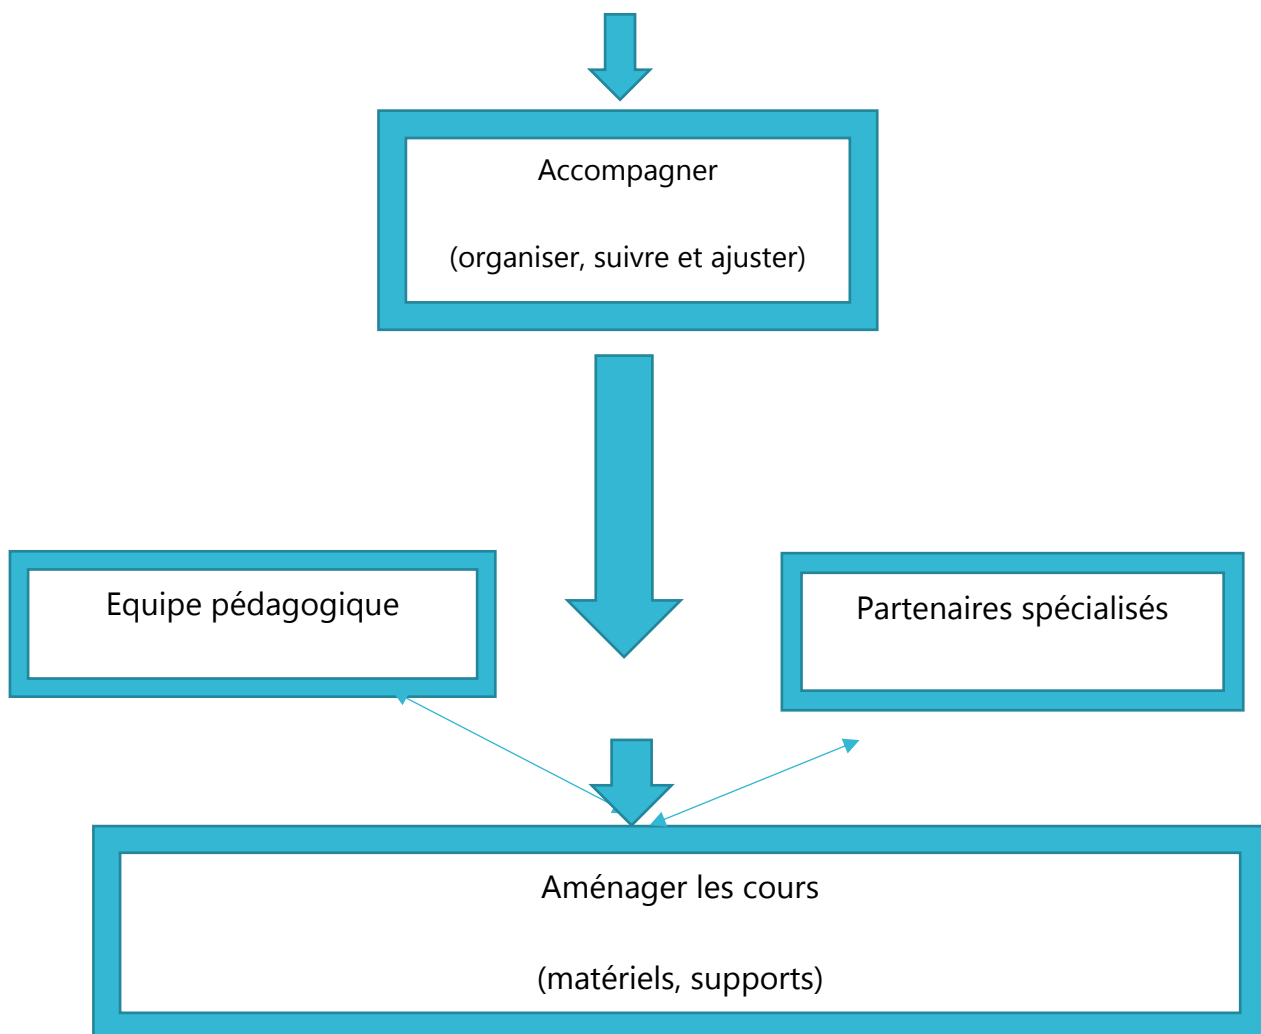 Accompagner
(organiser, suivre et ajuster)
Equipe pédagogique
Partenaires spécialisés
Aménager les cours
(matériels, supports)